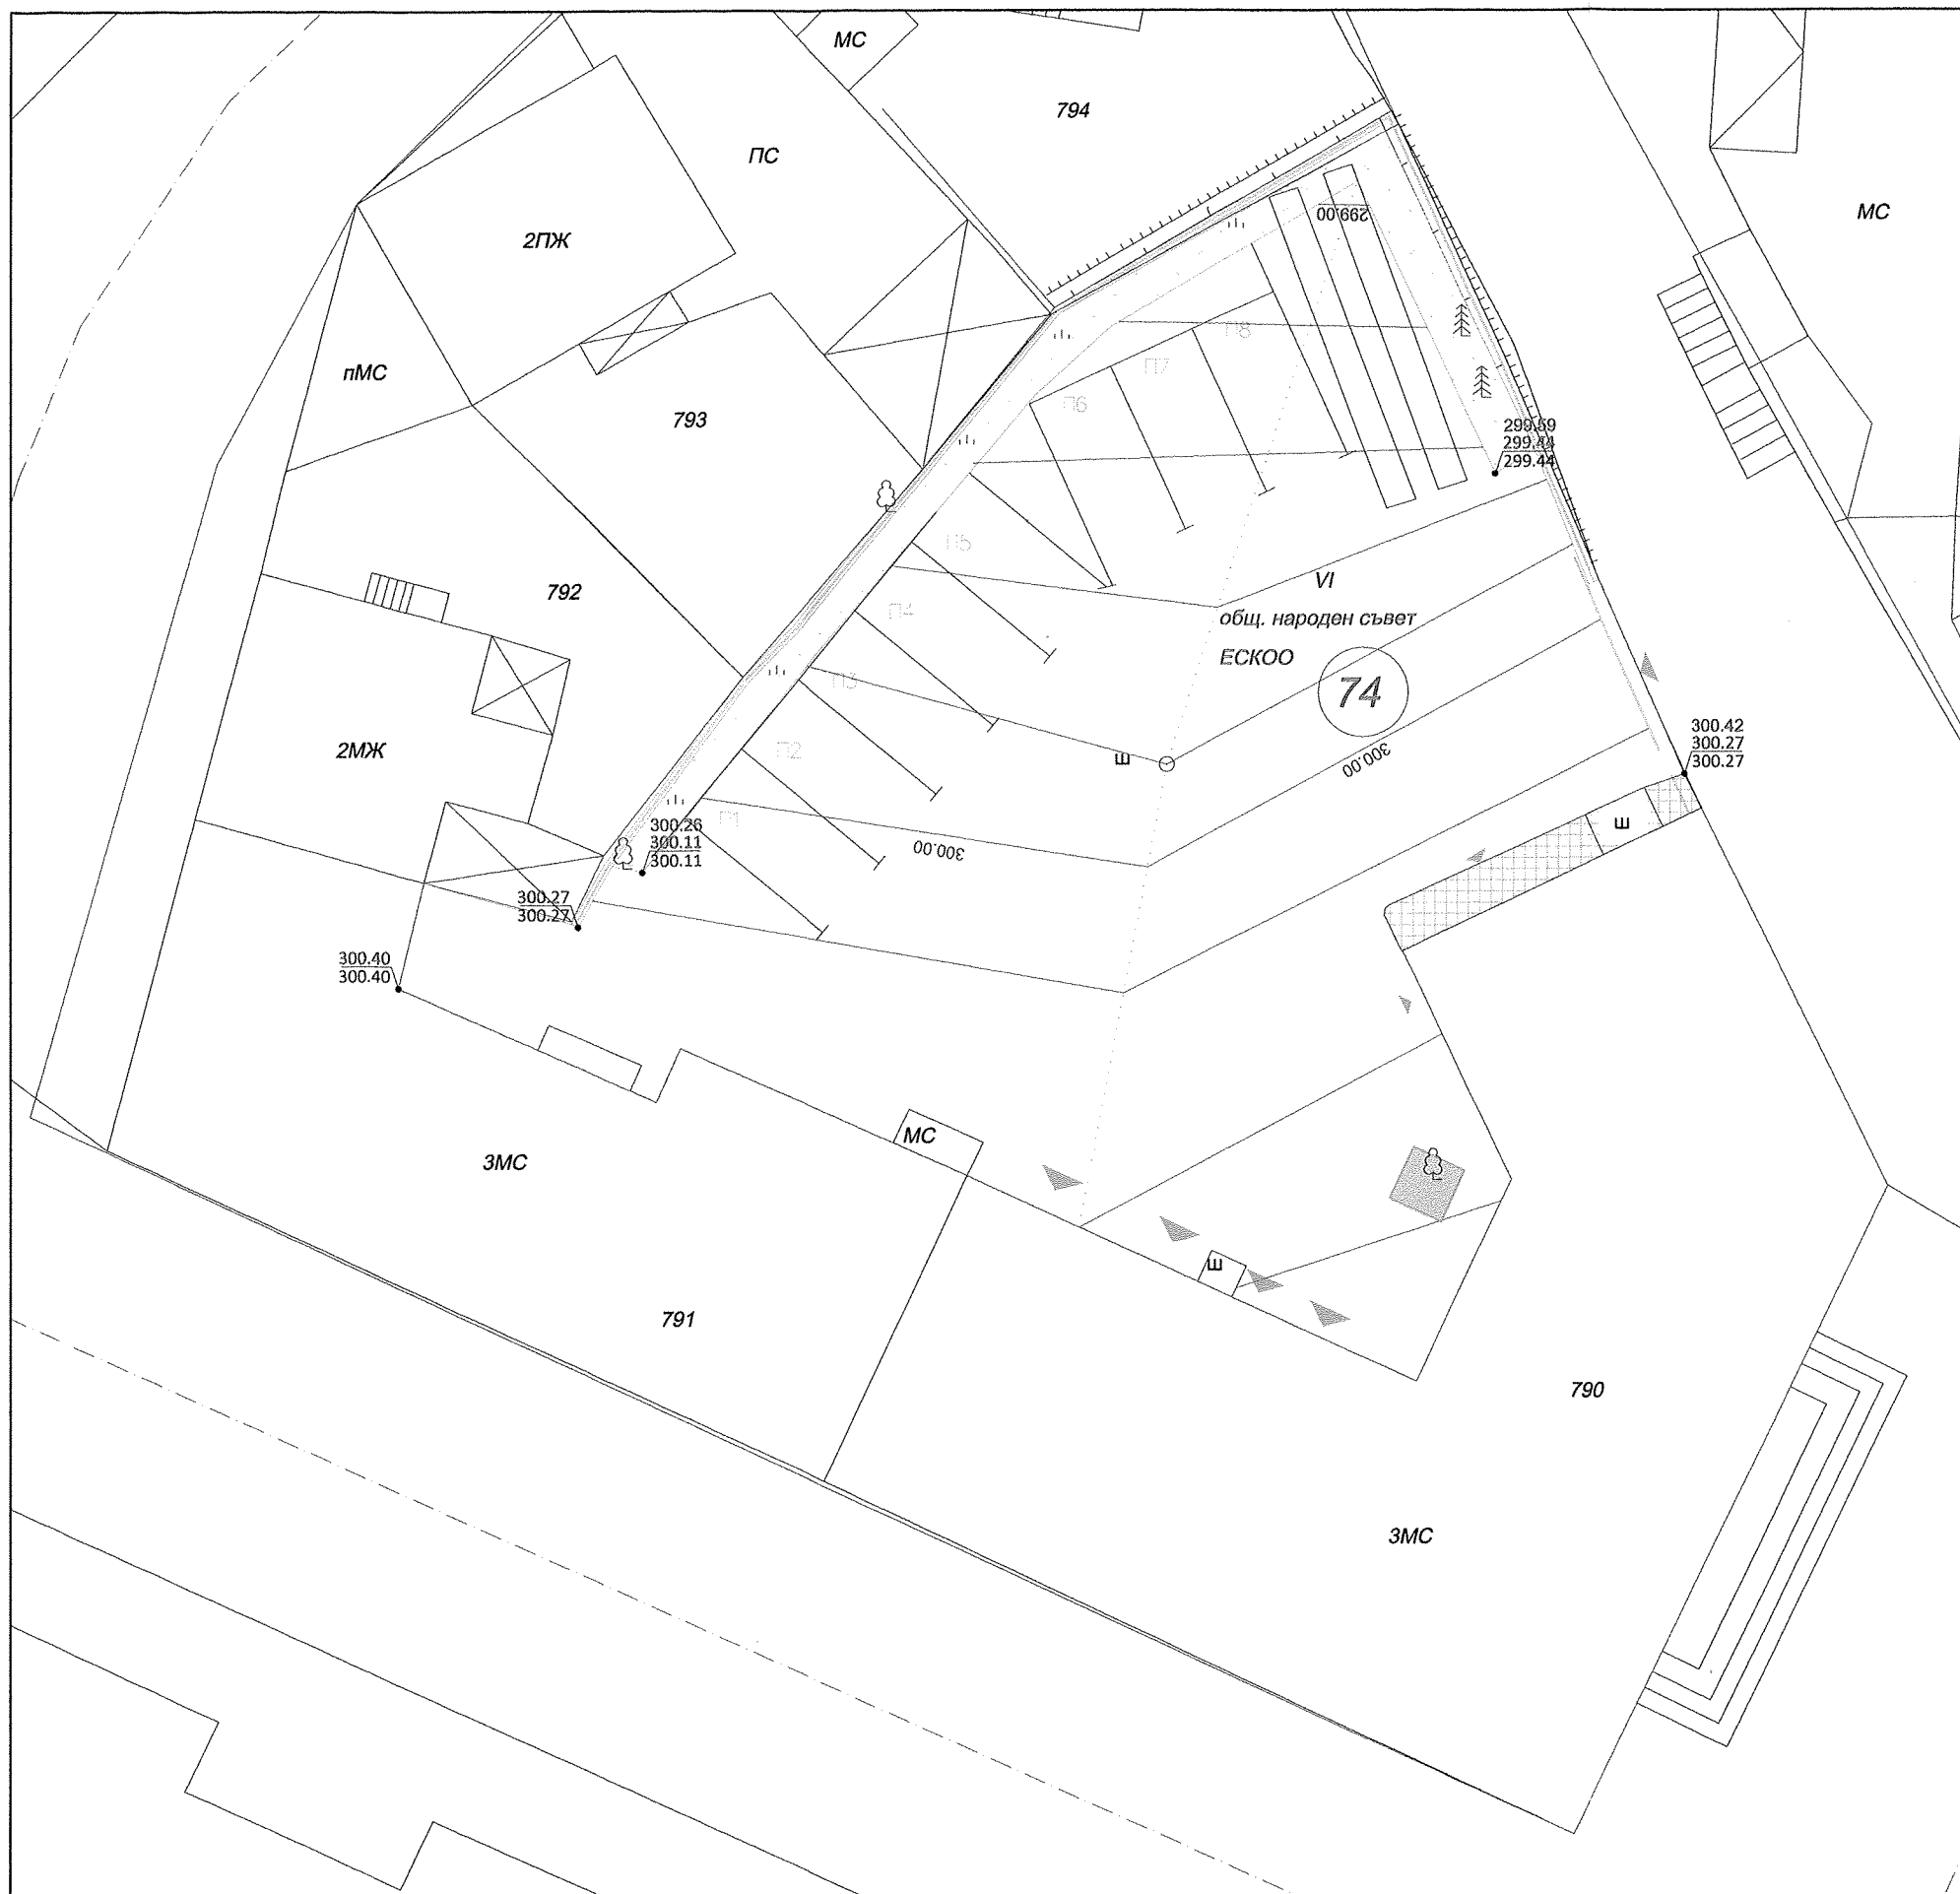 МС
794
ПС
МС
2ПЖ
299.00
П8
П7
пМС
П6
793
299.59
299.44
299.44
П5
VI
792
П4
общ. народен съвет
ЕСКОО
74
П3
300.42
300.27
300.27
2МЖ
П2
Ш
300.00
П1
300.26
300.11
300.11
300.00
Ш
300.27
300.27
300.40
300.40
МС
3МС
Ш
791
790
3МС